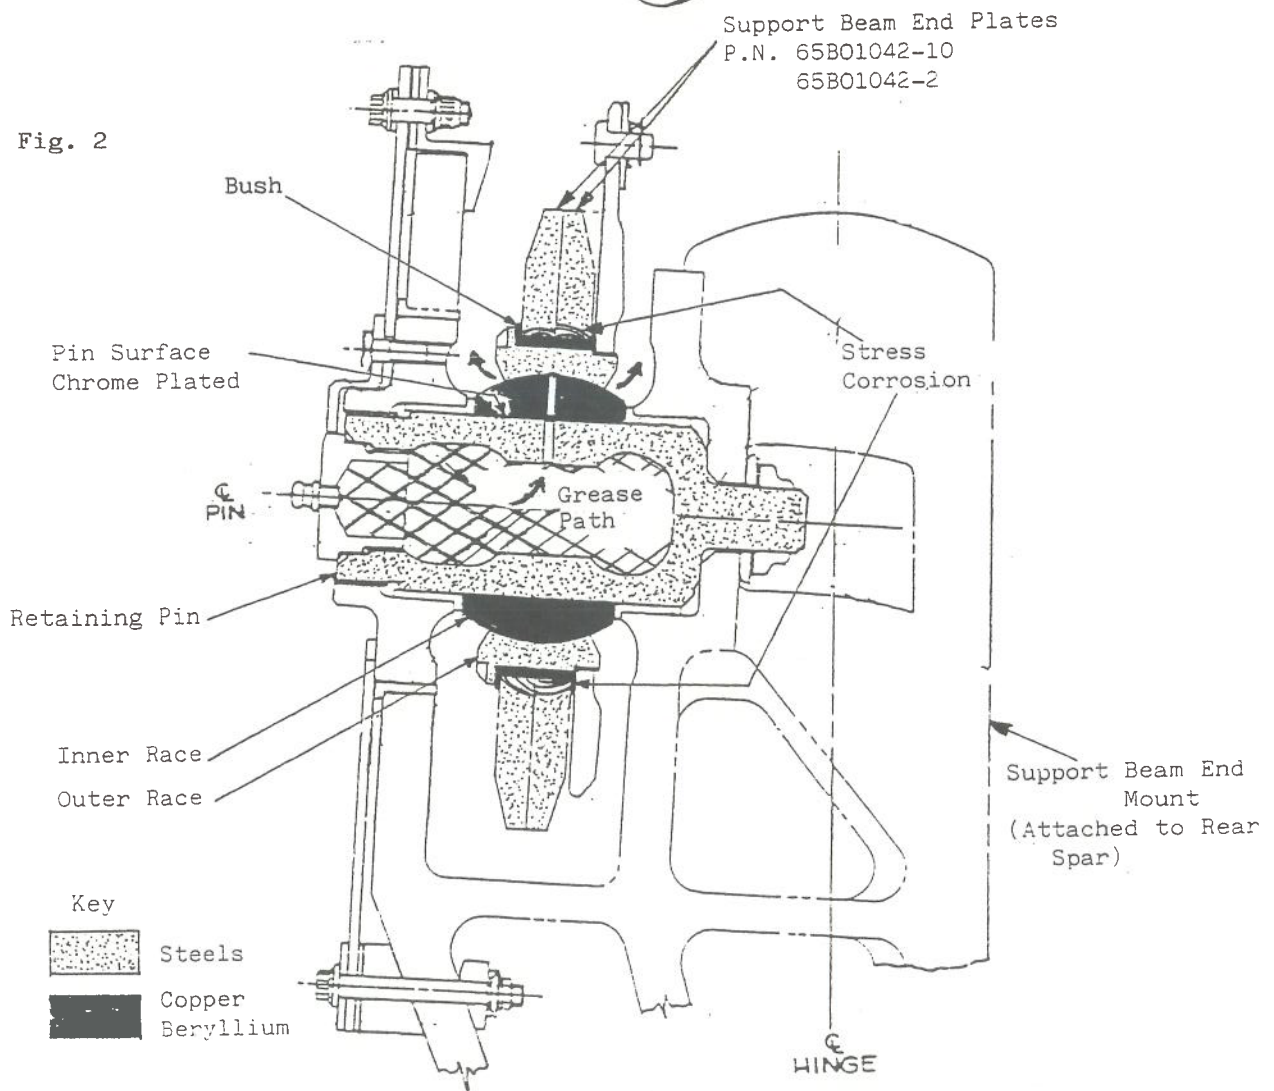 Support Beam End Plates
P.N. 65B01042-10
65B01042-2
Fig. 2
Bush
Pin Surface
Chrome Plated
Stress
Corrosion
℄
PIN
Grease
Path
Retaining Pin
Inner Race
Outer Race
Support Beam End
Mount
(Attached to Rear
Spar)
Key
Steels
Copper
Beryllium
℄
HINGE